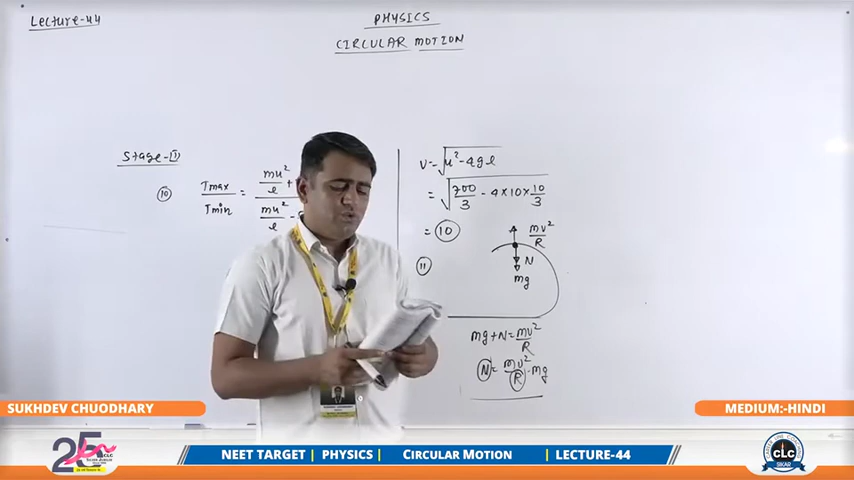 Lecture-44
PHYSICS
CIRCULAR MOTION
Stage-II
10
Tmax / Tmin = mu² / l + / mu² / l -
v = √u² - 4gl
= √700/3 - 4×10×10/3
= 10
11
mv² / R
N
mg
mg + N = mv² / R
N = mv² / R - mg
SUKHDEV CHUODHARY
MEDIUM:-HINDI
25
CLC
NEET TARGET | PHYSICS | CIRCULAR MOTION | LECTURE-44
CLC
SIKAR